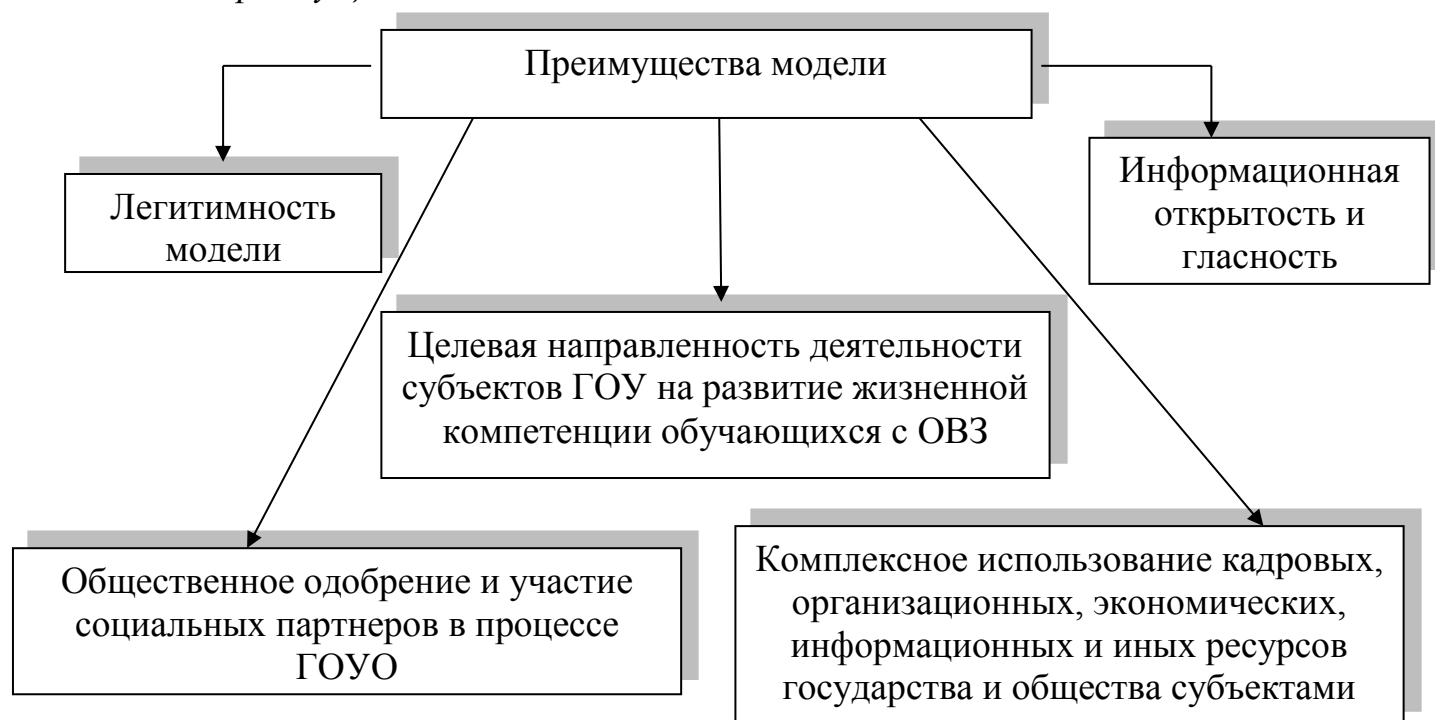 Преимущества модели
Легитимность
модели
Информационная
открытость и
гласность
Целевая направленность деятельности
субъектов ГОУ на развитие жизненной
компетенции обучающихся с ОВЗ
Общественное одобрение и участие
социальных партнеров в процессе
ГОУО
Комплексное использование кадровых,
организационных, экономических,
информационных и иных ресурсов
государства и общества субъектами